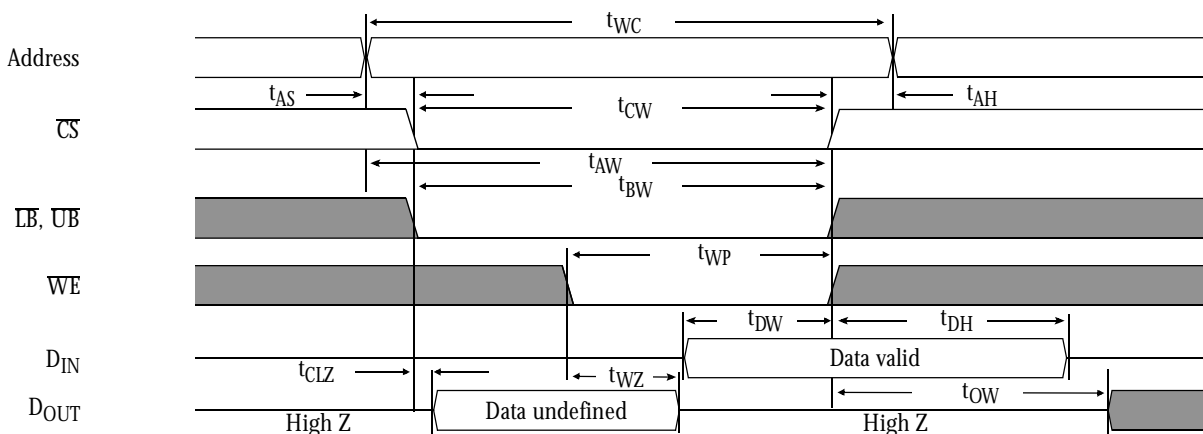 tWC
Address
tAS
tAH
tCW
CS
tAW
tBW
LB, UB
tWP
WE
tDW
tDH
DIN
Data valid
tCLZ
tWZ
tOW
DOUT
High Z
Data undefined
High Z